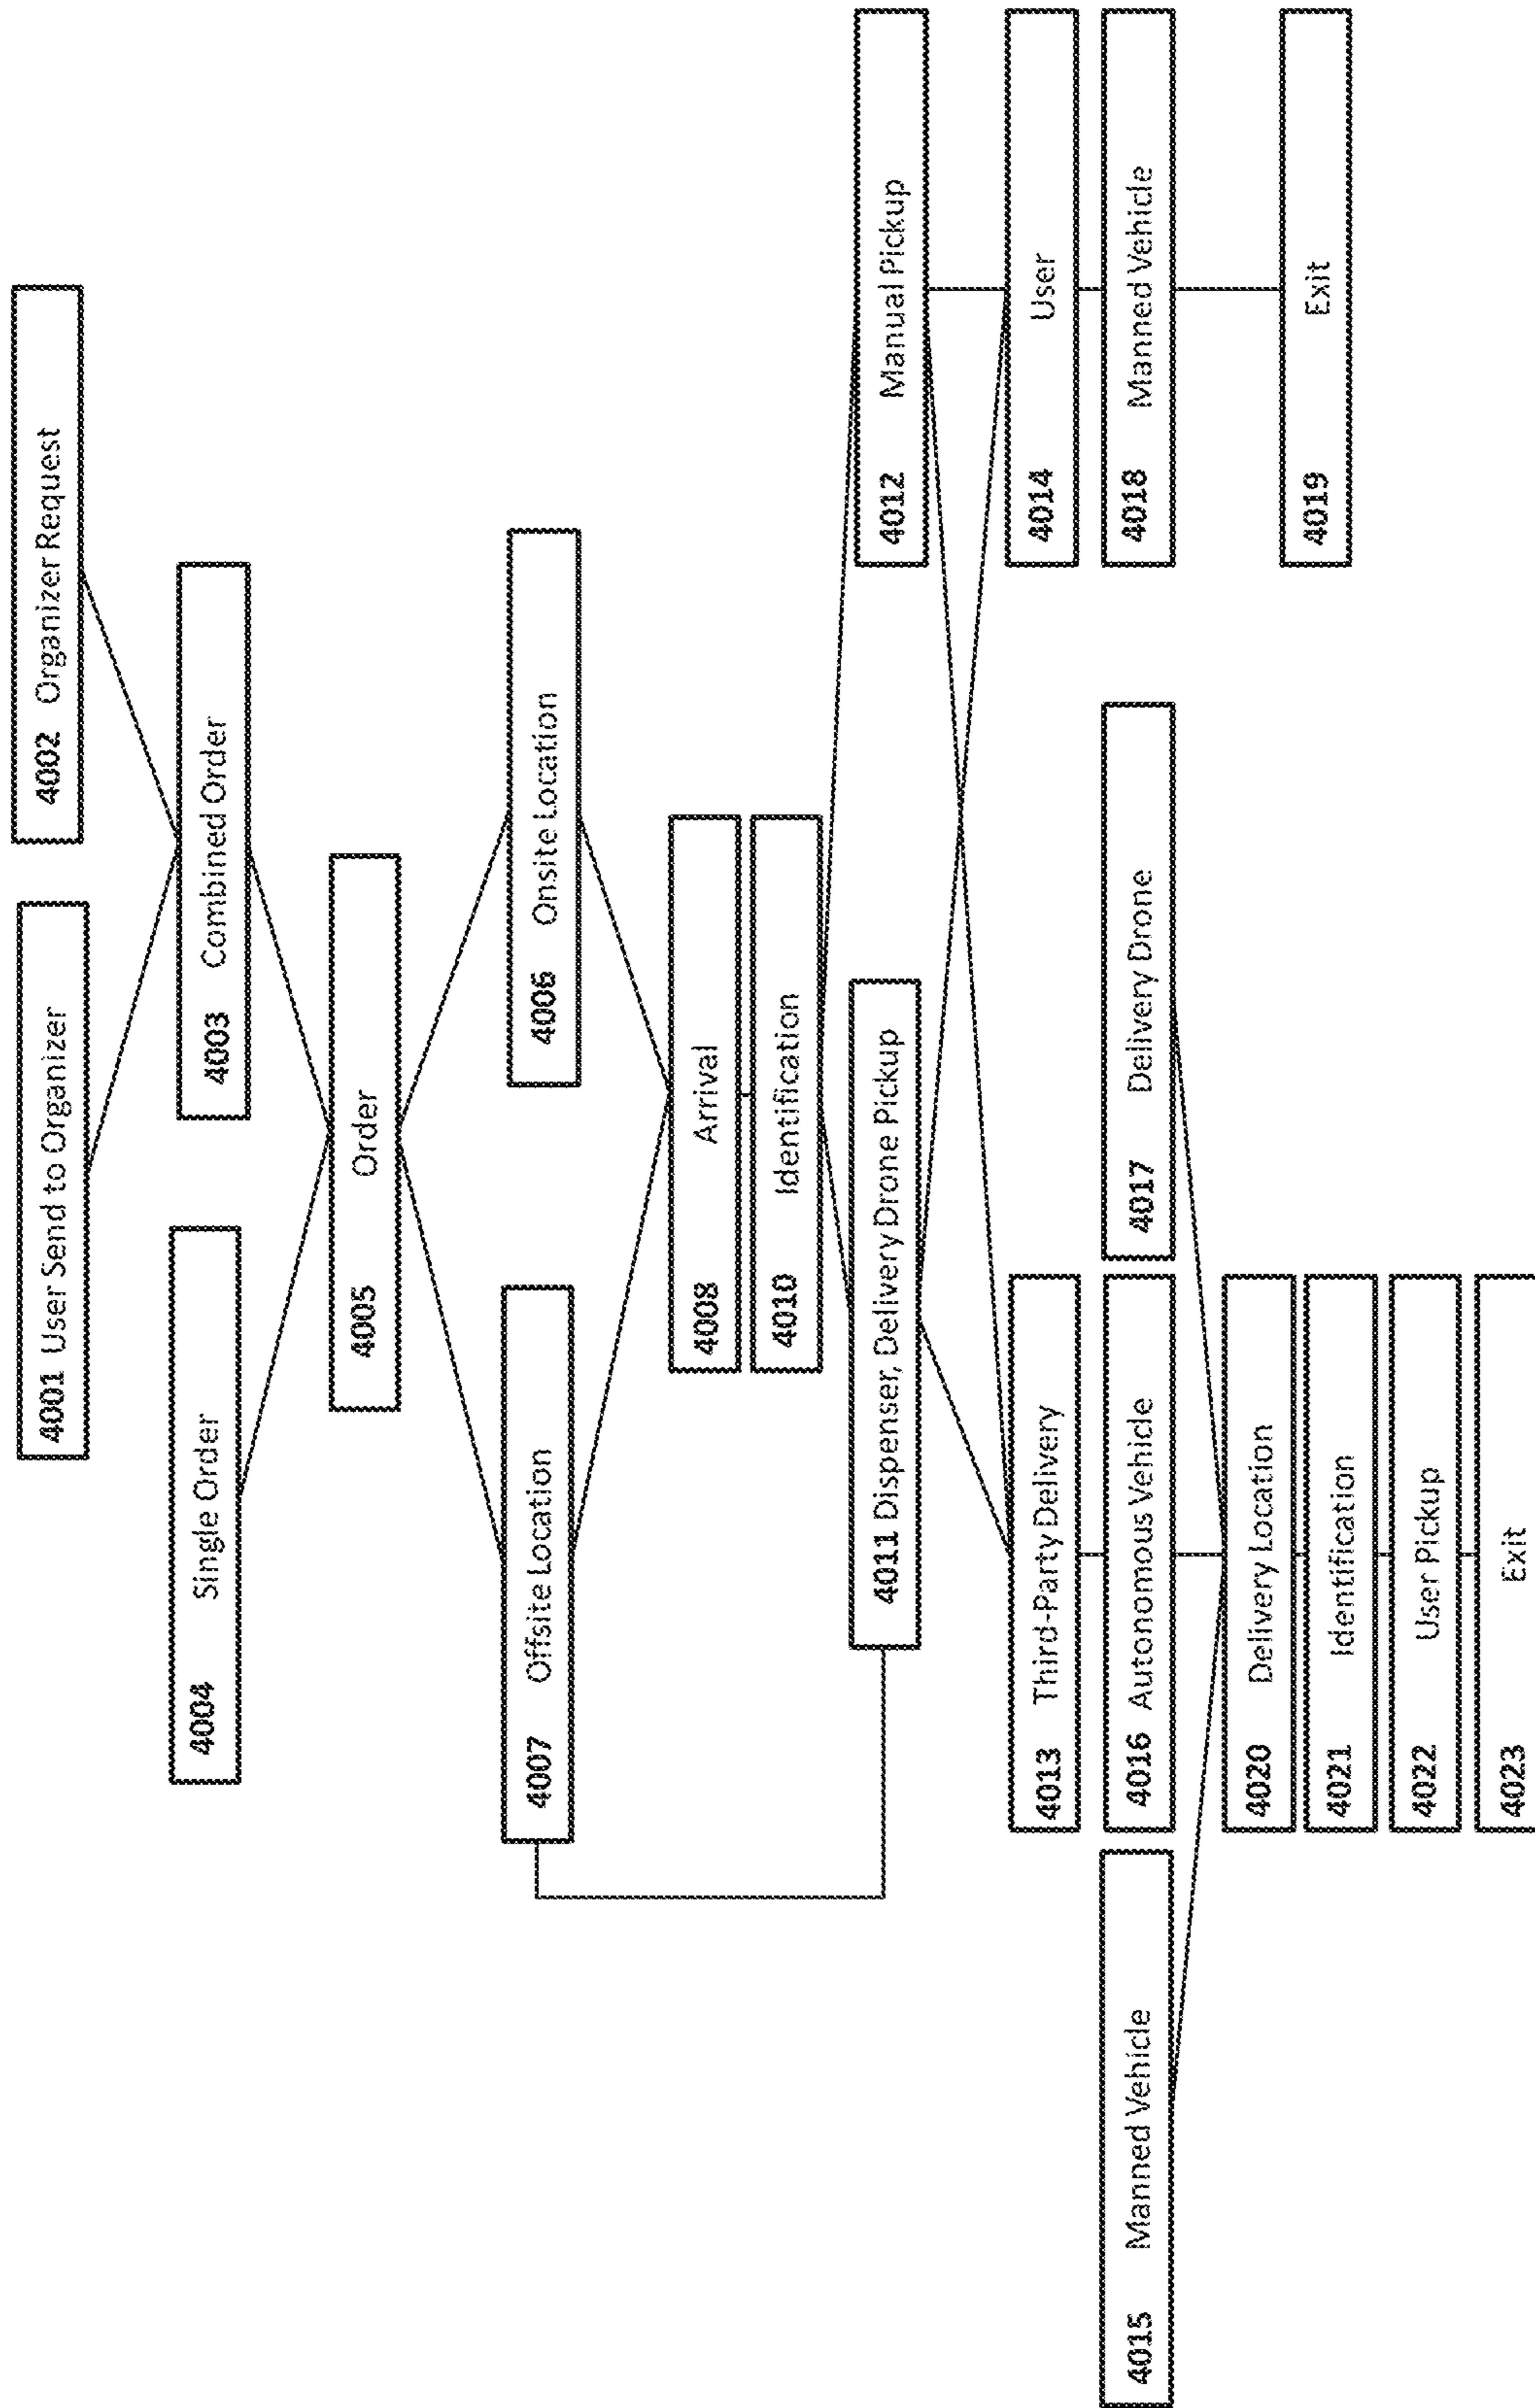 4001 User Send to Organizer
4002 Organizer Request
4004 Single Order
4003 Combined Order
4005 Order
4007 Offsite Location
4006 Onsite Location
4008 Arrival
4010 Identification
4011 Dispenser, Delivery Drone Pickup
4012 Manual Pickup
4013 Third-Party Delivery
4014 User
4015 Manned Vehicle
4016 Autonomous Vehicle
4017 Delivery Drone
4018 Manned Vehicle
4020 Delivery Location
4019 Exit
4021 Identification
4022 User Pickup
4023 Exit